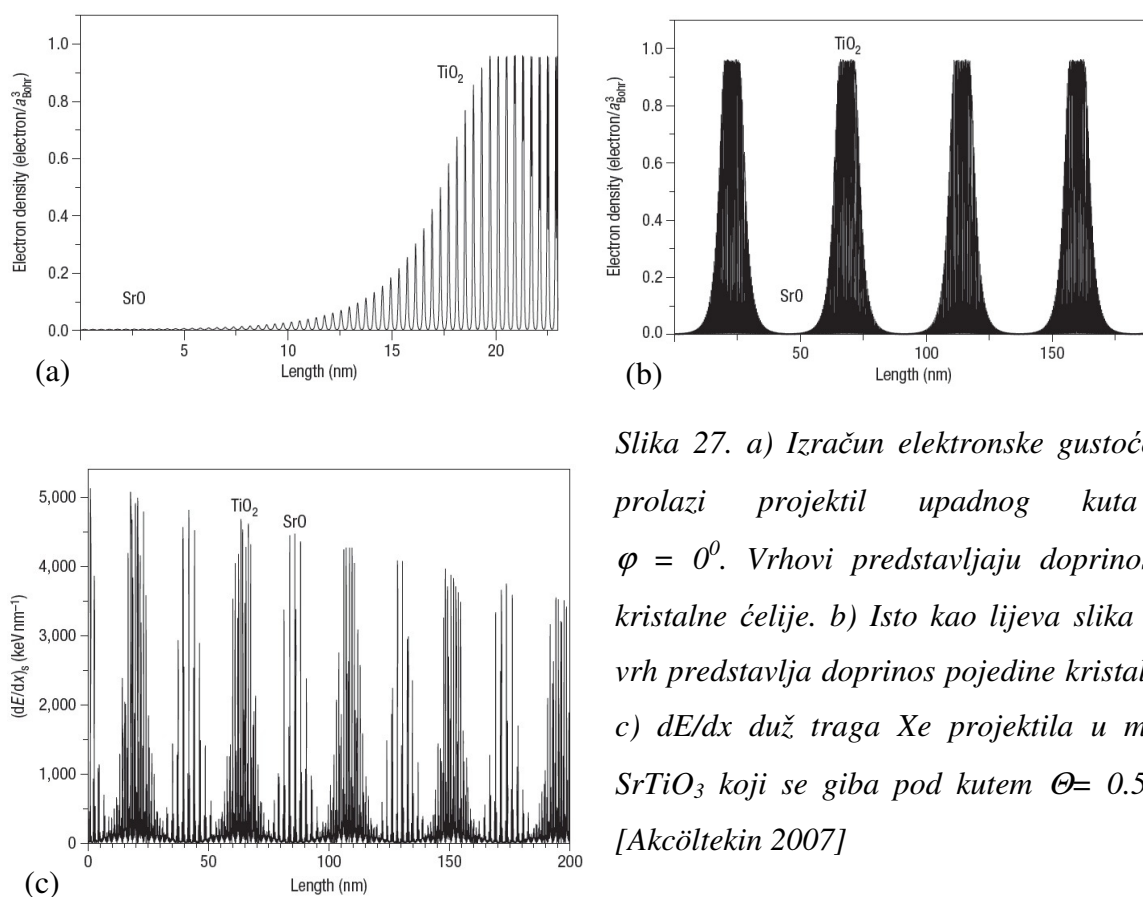 1.0
0.8
0.6
0.4
0.2
0.0
Electron density (electron/a³Bohr)
TiO₂
SrO
5
10
15
20
Length (nm)
(a)
1.0
0.8
0.6
0.4
0.2
0.0
Electron density (electron/a³Bohr)
TiO₂
SrO
50
100
150
Length (nm)
(b)
5,000
4,000
3,000
2,000
1,000
0
(dE/dx)ₛ (keV nm⁻¹)
TiO₂
SrO
0
50
100
150
200
Length (nm)
(c)
Slika 27. a) Izračun elektronske gustoće
prolazi projektil upadnog kuta
φ = 0⁰. Vrhovi predstavljaju doprinos
kristalne ćelije. b) Isto kao lijeva slika
vrh predstavlja doprinos pojedine kristal
c) dE/dx duž traga Xe projektila u m
SrTiO₃ koji se giba pod kutem Θ= 0.5
[Akcöltekin 2007]